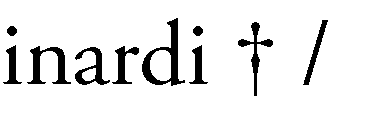 inardi † /